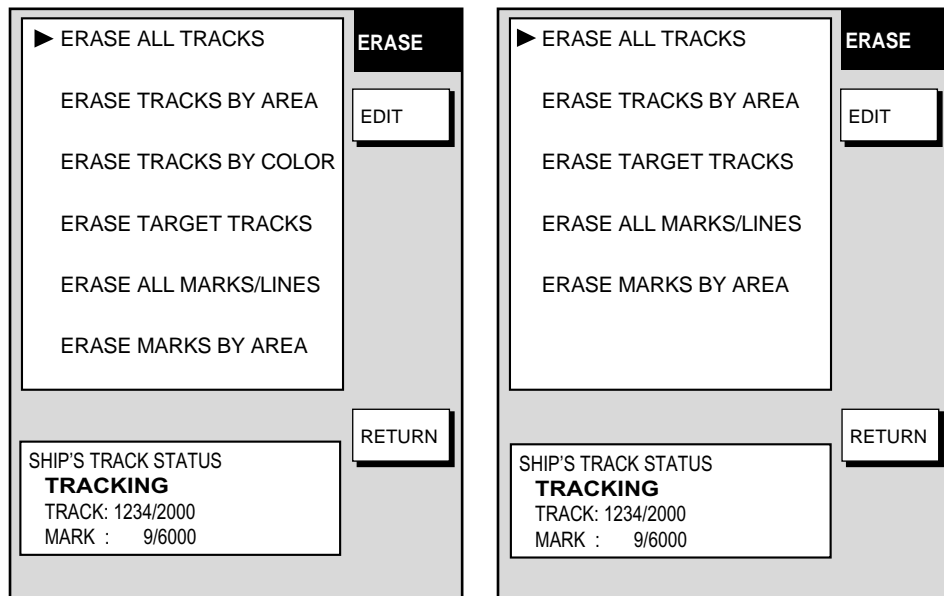 ERASE ALL TRACKS
ERASE TRACKS BY AREA
ERASE TRACKS BY COLOR
ERASE TARGET TRACKS
ERASE ALL MARKS/LINES
ERASE MARKS BY AREA
ERASE
EDIT
RETURN
SHIP'S TRACK STATUS
TRACKING
TRACK: 1234/2000
MARK : 9/6000
ERASE ALL TRACKS
ERASE TRACKS BY AREA
ERASE TARGET TRACKS
ERASE ALL MARKS/LINES
ERASE MARKS BY AREA
ERASE
EDIT
RETURN
SHIP'S TRACK STATUS
TRACKING
TRACK: 1234/2000
MARK : 9/6000